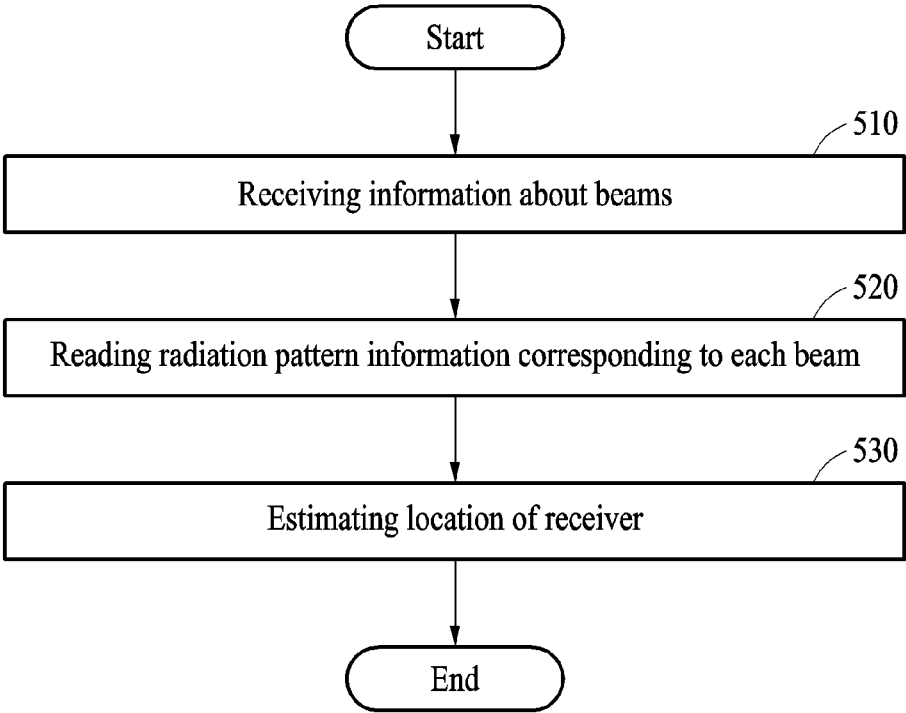 Start
510
Receiving information about beams
520
Reading radiation pattern information corresponding to each beam
530
Estimating location of receiver
End